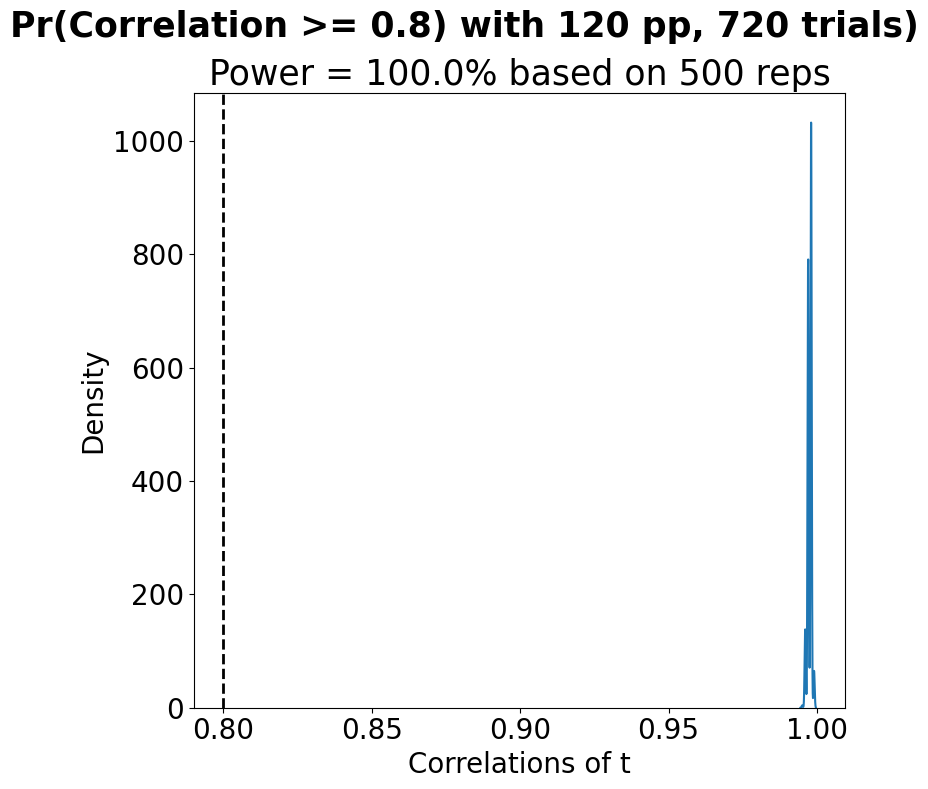 Pr(Correlation >= 0.8) with 120 pp, 720 trials)
Power = 100.0% based on 500 reps
1000
800
600
400
200
0
Density
0.80 0.85 0.90 0.95 1.00
Correlations of t